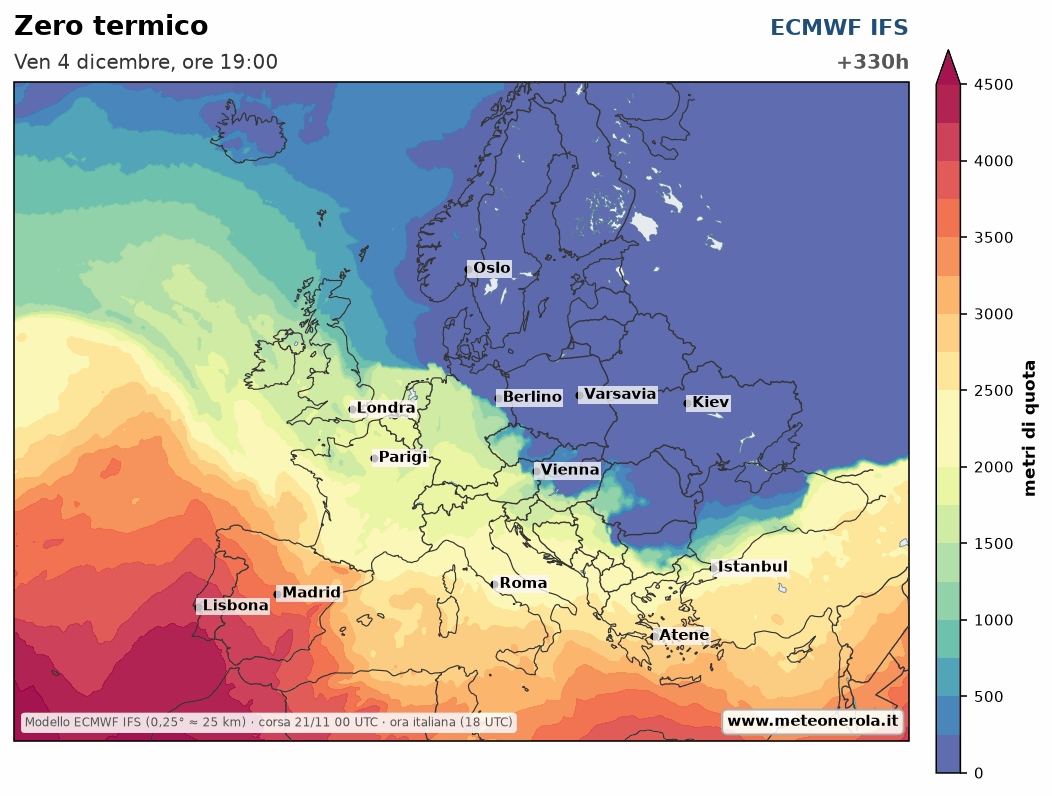 Zero termico
ECMWF IFS
Ven 4 dicembre, ore 19:00
+330h
4500
4000
3500
3000
2500
2000
1500
1000
500
0
metri di quota
Oslo
Berlino
Varsavia
Kiev
Londra
Parigi
Vienna
Istanbul
Roma
Madrid
Lisbona
Atene
Modello ECMWF IFS (0,25° ≈ 25 km) · corsa 21/11 00 UTC · ora italiana (18 UTC)
www.meteonerola.it